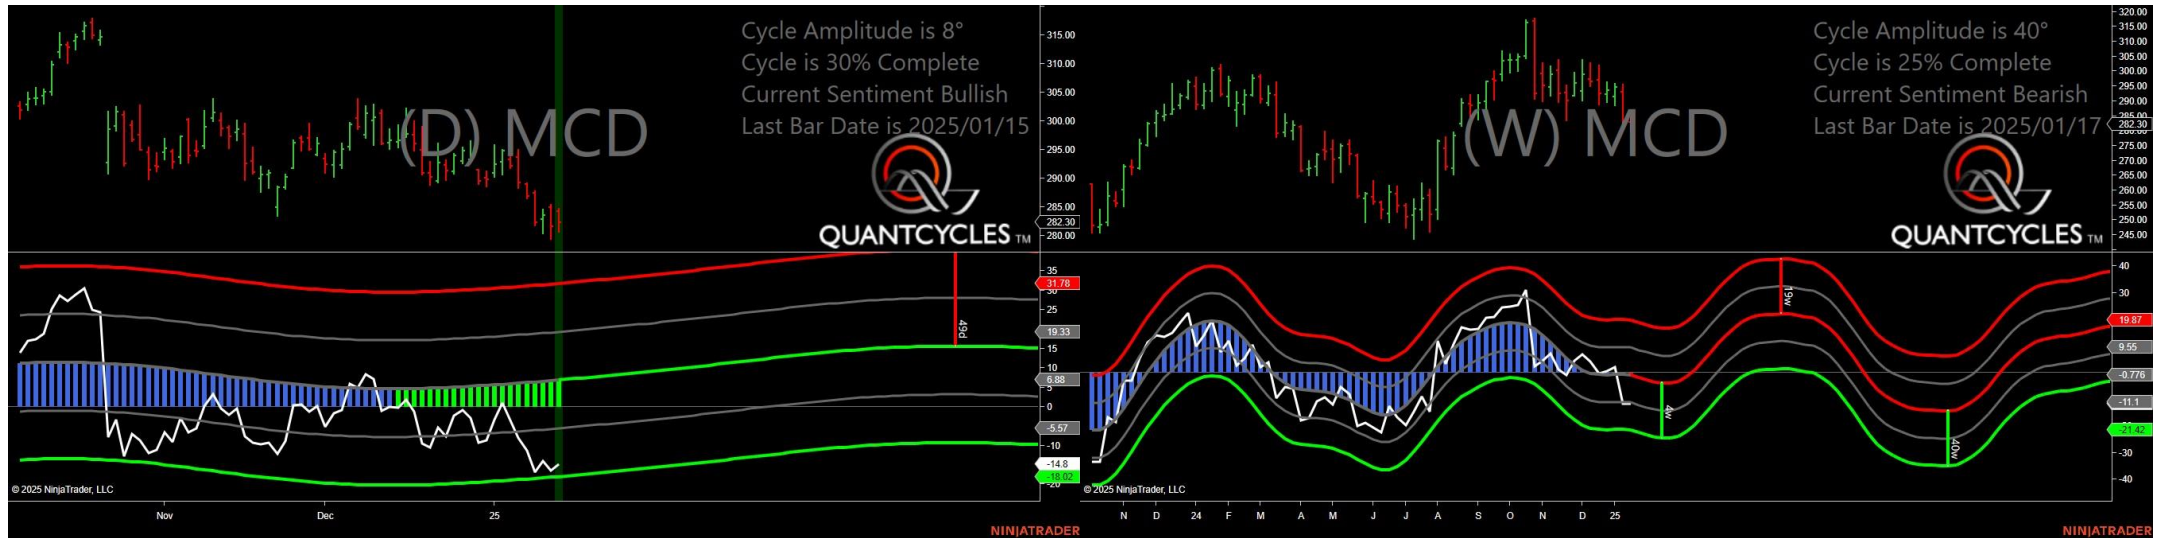 Cycle Amplitude is 8°
Cycle is 30% Complete
Current Sentiment Bullish
Last Bar Date is 2025/01/15
(D) MCD
QUANTCYCLES TM
315.00
310.00
305.00
300.00
295.00
290.00
285.00
282.30
280.00
35
31.78
30
25
19.33
15
10
6.88
5
0
-5.57
-10
-14.8
-18.02
-20
49d
© 2025 NinjaTrader, LLC
Nov Dec 25
NINJATRADER
Cycle Amplitude is 40°
Cycle is 25% Complete
Current Sentiment Bearish
Last Bar Date is 2025/01/17
(W) MCD
QUANTCYCLES TM
320.00
315.00
310.00
305.00
300.00
295.00
290.00
285.00
282.30
280.00
275.00
270.00
265.00
260.00
255.00
250.00
245.00
40
30
19.87
9.55
-0.776
-11.1
-21.42
-30
-40
4w
19w
40w
© 2025 NinjaTrader, LLC
N D 24 F M A M J J A S O N D 25
NINJATRADER